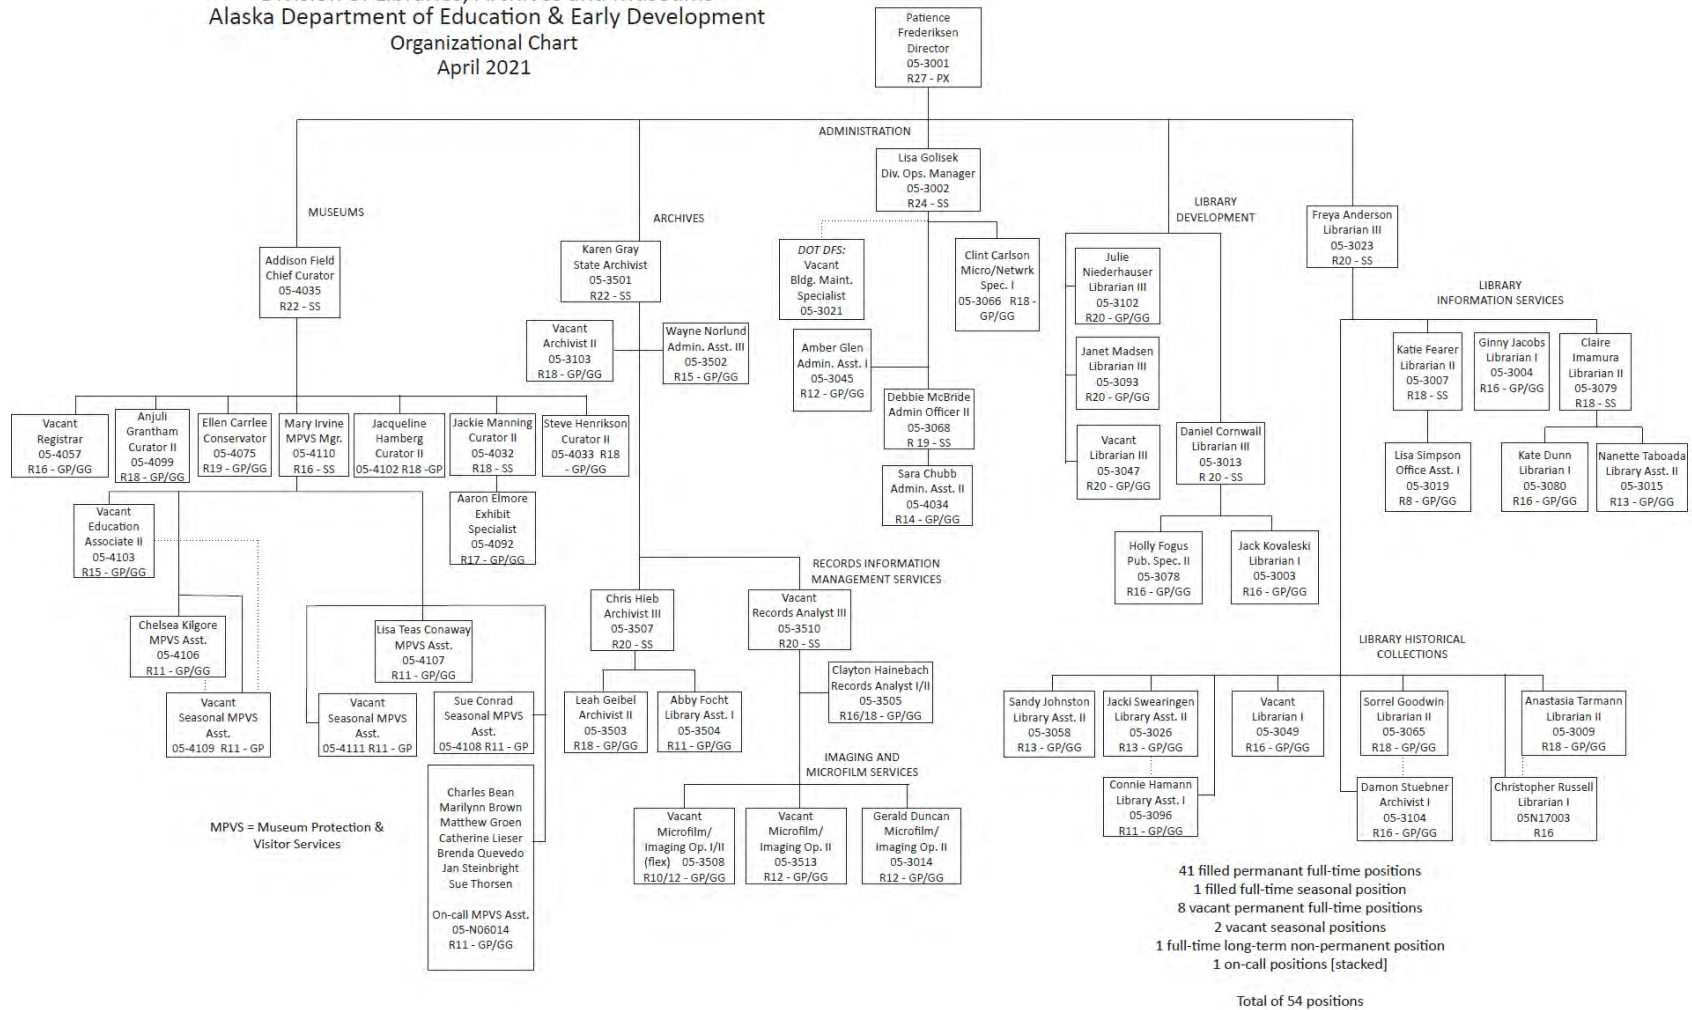 Alaska Department of Education & Early Development
Organizational Chart
April 2021
Patience
Frederiksen
Director
05-3001
R27 - PX
ADMINISTRATION
Lisa Golisek
Div. Ops. Manager
05-3002
R24 - SS
MUSEUMS
Addison Field
Chief Curator
05-4035
R22 - SS
ARCHIVES
Karen Gray
State Archivist
05-3501
R22 - SS
Vacant
Archivist II
05-3103
R18 - GP/GG
Wayne Norlund
Admin. Asst. III
05-3502
R15 - GP/GG
DOT DFS:
Vacant
Bldg. Maint.
Specialist
05-3021
Clint Carlson
Micro/Netwrk
Spec. I
05-3066 R18 -
GP/GG
Amber Glen
Admin. Asst. I
05-3045
R12 - GP/GG
Debbie McBride
Admin Officer II
05-3068
R 19 - SS
Sara Chubb
Admin. Asst. II
05-4034
R14 - GP/GG
LIBRARY
DEVELOPMENT
Julie
Niederhauser
Librarian III
05-3102
R20 - GP/GG
Janet Madsen
Librarian III
05-3093
R20 - GP/GG
Vacant
Librarian III
05-3047
R20 - GP/GG
Daniel Cornwall
Librarian III
05-3013
R 20 - SS
Holly Fogus
Pub. Spec. II
05-3078
R16 - GP/GG
Jack Kovaleski
Librarian I
05-3003
R16 - GP/GG
Freya Anderson
Librarian III
05-3023
R20 - SS
LIBRARY
INFORMATION SERVICES
Katie Fearer
Librarian II
05-3007
R18 - SS
Ginny Jacobs
Librarian I
05-3004
R16 - GP/GG
Claire
Imamura
Librarian II
05-3079
R18 - SS
Lisa Simpson
Office Asst. I
05-3019
R8 - GP/GG
Kate Dunn
Librarian I
05-3080
R16 - GP/GG
Nanette Taboada
Library Asst. II
05-3015
R13 - GP/GG
Vacant
Registrar
05-4057
R16 - GP/GG
Anjuli
Grantham
Curator II
05-4099
R18 - GP/GG
Ellen Carrlee
Conservator
05-4075
R19 - GP/GG
Mary Irvine
MPVS Mgr.
05-4110
R16 - SS
Jacqueline
Hamberg
Curator II
05-4102 R18 -GP
Jackie Manning
Curator II
05-4032
R18 - SS
Steve Henrikson
Curator II
05-4033 R18
- GP/GG
Aaron Elmore
Exhibit
Specialist
05-4092
R17 - GP/GG
Vacant
Education
Associate II
05-4103
R15 - GP/GG
Chelsea Kilgore
MPVS Asst.
05-4106
R11 - GP/GG
Lisa Teas Conaway
MPVS Asst.
05-4107
R11 - GP/GG
Vacant
Seasonal MPVS
Asst.
05-4109 R11 - GP
Vacant
Seasonal MPVS
Asst.
05-4111 R11 - GP
Sue Conrad
Seasonal MPVS
Asst.
05-4108 R11 - GP
Charles Bean
Marilynn Brown
Matthew Groen
Catherine Lieser
Brenda Quevedo
Jan Steinbright
Sue Thorsen
On-call MPVS Asst.
05-N06014
R11 - GP/GG
MPVS = Museum Protection &
Visitor Services
RECORDS INFORMATION
MANAGEMENT SERVICES
Chris Hieb
Archivist III
05-3507
R20 - SS
Vacant
Records Analyst III
05-3510
R20 - SS
Leah Geibel
Archivist II
05-3503
R18 - GP/GG
Abby Focht
Library Asst. I
05-3504
R11 - GP/GG
Clayton Hainebach
Records Analyst I/II
05-3505
R16/18 - GP/GG
IMAGING AND
MICROFILM SERVICES
Vacant
Microfilm/
Imaging Op. I/II
(flex) 05-3508
R10/12 - GP/GG
Vacant
Microfilm/
Imaging Op. II
05-3513
R12 - GP/GG
Gerald Duncan
Microfilm/
Imaging Op. II
05-3014
R12 - GP/GG
LIBRARY HISTORICAL
COLLECTIONS
Sandy Johnston
Library Asst. II
05-3058
R13 - GP/GG
Jacki Swearingen
Library Asst. II
05-3026
R13 - GP/GG
Vacant
Librarian I
05-3049
R16 - GP/GG
Sorrel Goodwin
Librarian II
05-3065
R18 - GP/GG
Anastasia Tarmann
Librarian II
05-3009
R18 - GP/GG
Connie Hamann
Library Asst. I
05-3096
R11 - GP/GG
Damon Stuebner
Archivist I
05-3104
R16 - GP/GG
Christopher Russell
Librarian I
05N17003
R16
41 filled permanant full-time positions
1 filled full-time seasonal position
8 vacant permanent full-time positions
2 vacant seasonal positions
1 full-time long-term non-permanent position
1 on-call positions [stacked]
Total of 54 positions